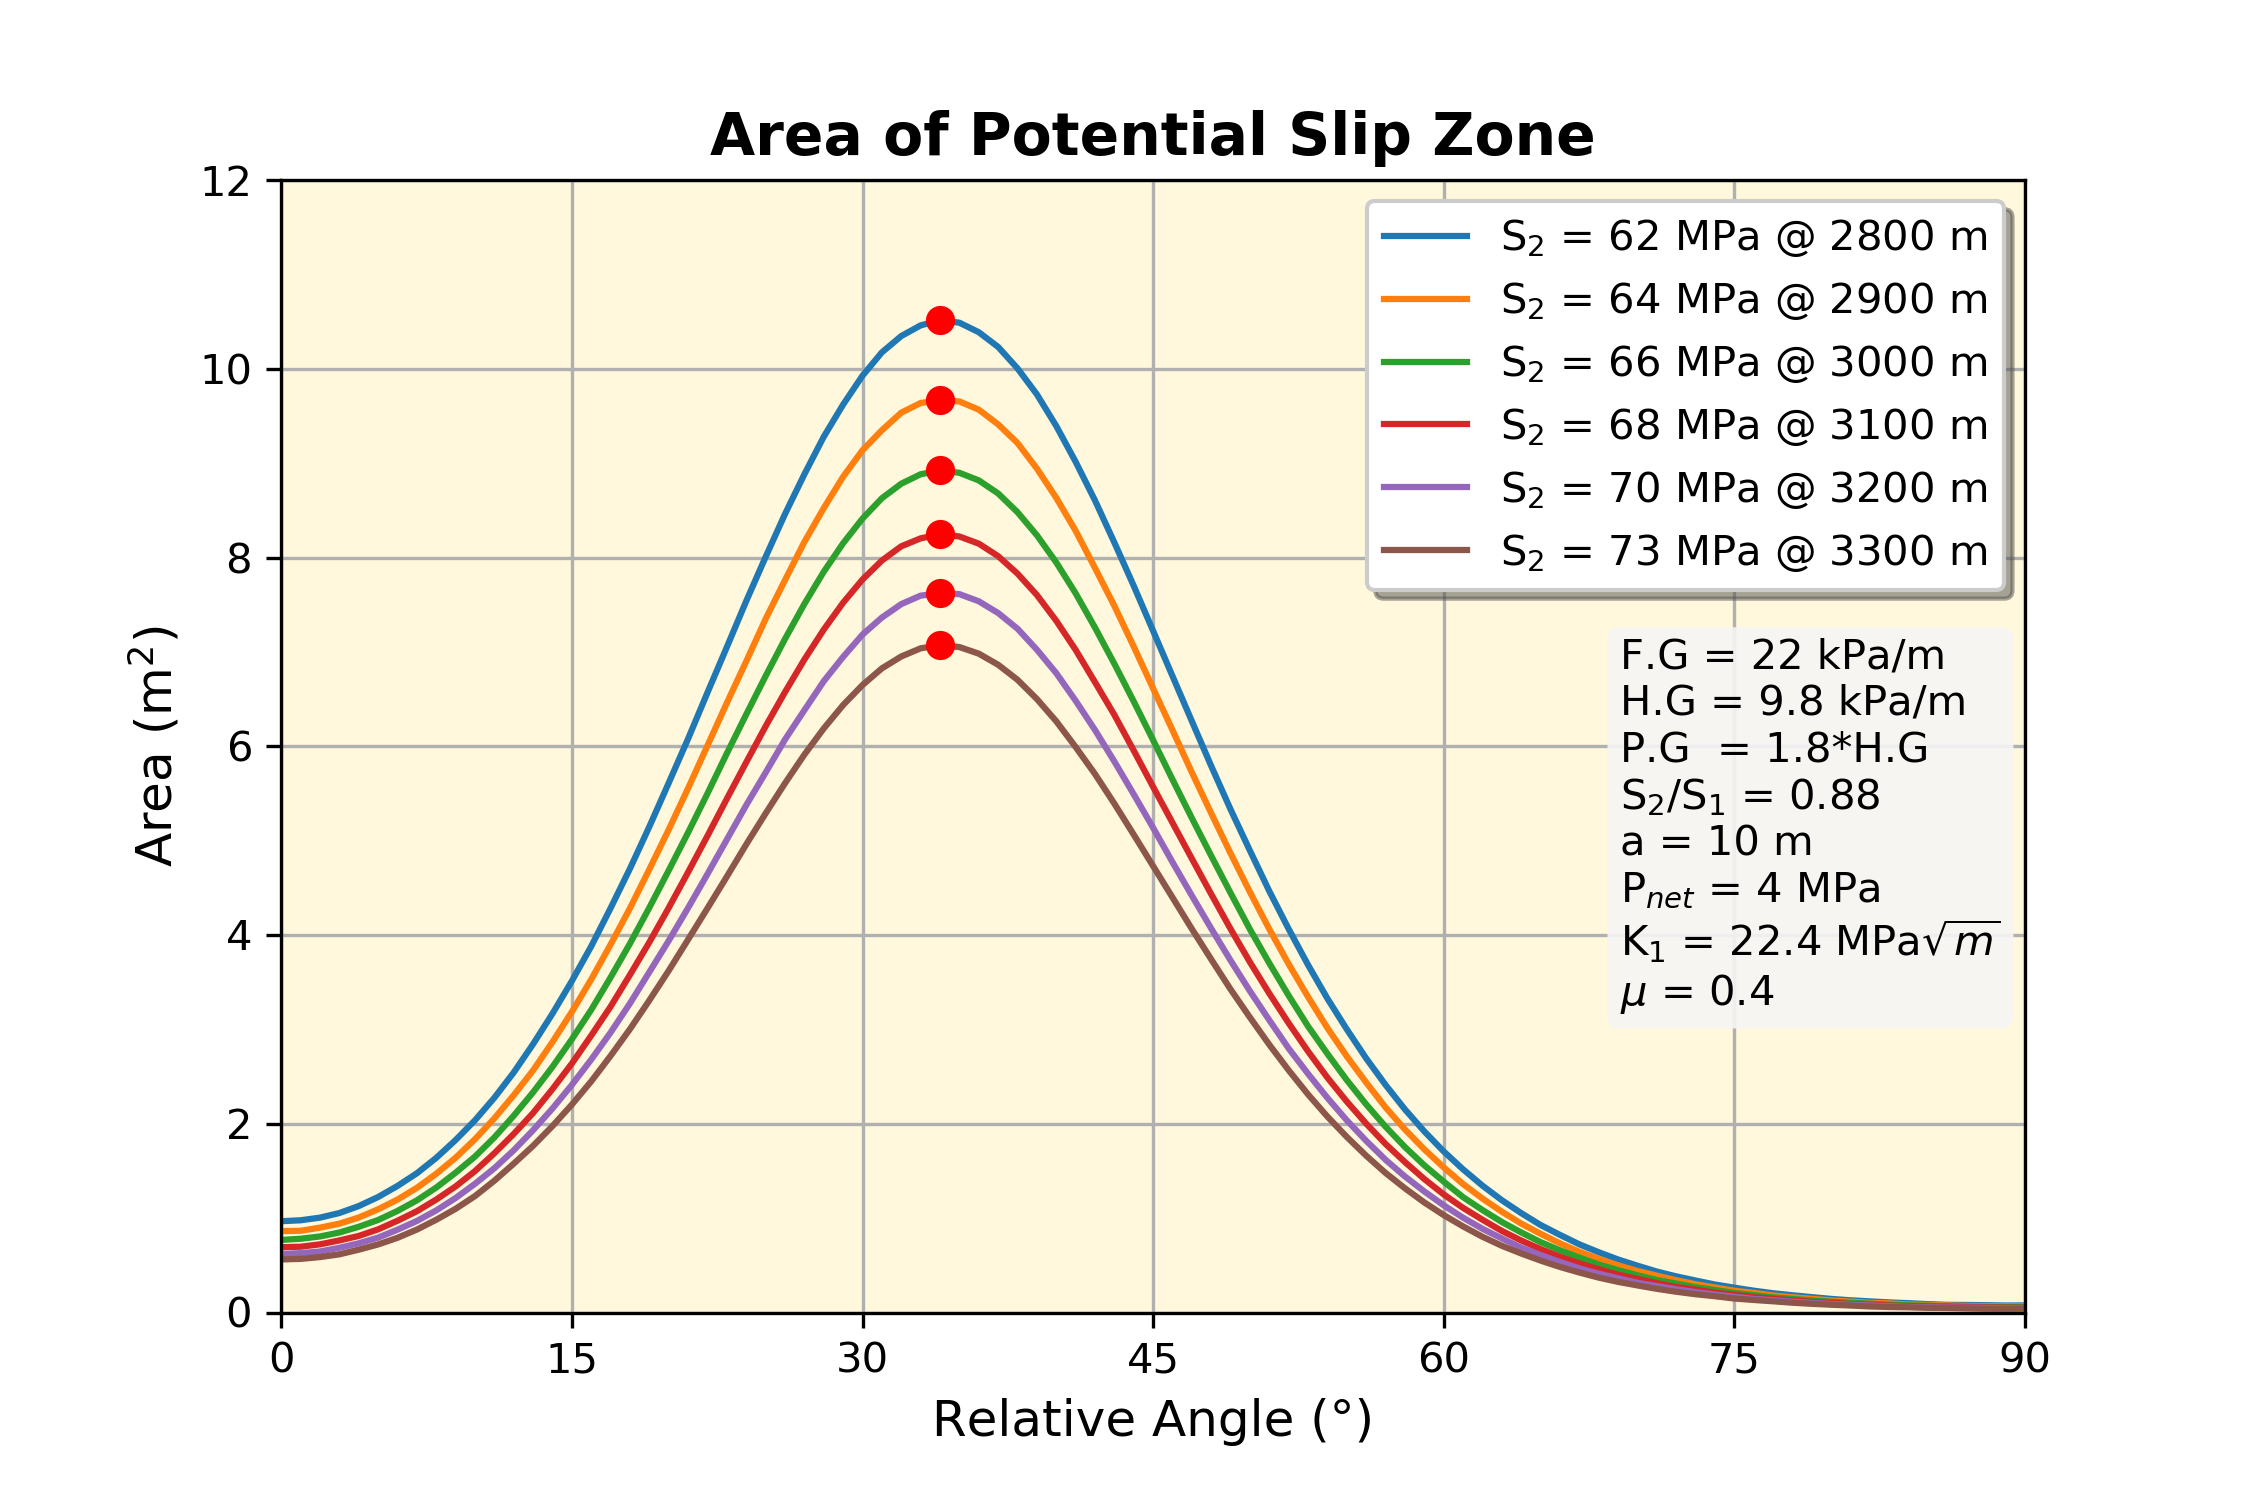 Area of Potential Slip Zone
12
10
8
6
4
2
0
Area (m²)
S₂ = 62 MPa @ 2800 m
S₂ = 64 MPa @ 2900 m
S₂ = 66 MPa @ 3000 m
S₂ = 68 MPa @ 3100 m
S₂ = 70 MPa @ 3200 m
S₂ = 73 MPa @ 3300 m
F.G = 22 kPa/m
H.G = 9.8 kPa/m
P.G = 1.8*H.G
S₂/S₁ = 0.88
a = 10 m
Pₙₑₜ = 4 MPa
K₁ = 22.4 MPa√m
μ = 0.4
0 15 30 45 60 75 90
Relative Angle (°)